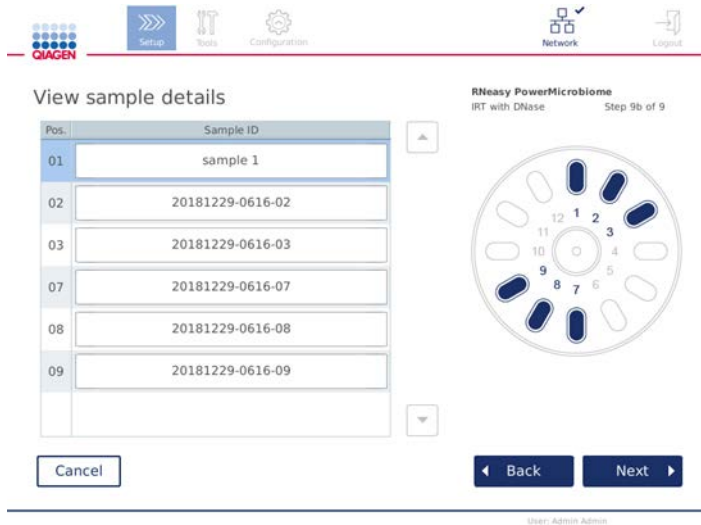 QIAGEN
Setup
Tools
Configuration
Network
Logout
View sample details
RNeasy PowerMicrobiome
IRT with DNase Step 9b of 9
Pos. Sample ID
01 sample 1
02 20181229-0616-02
03 20181229-0616-03
07 20181229-0616-07
08 20181229-0616-08
09 20181229-0616-09
12 1 2
11 3
10 4
9 5
8 7 6
Cancel
Back
Next
User: Admin Admin